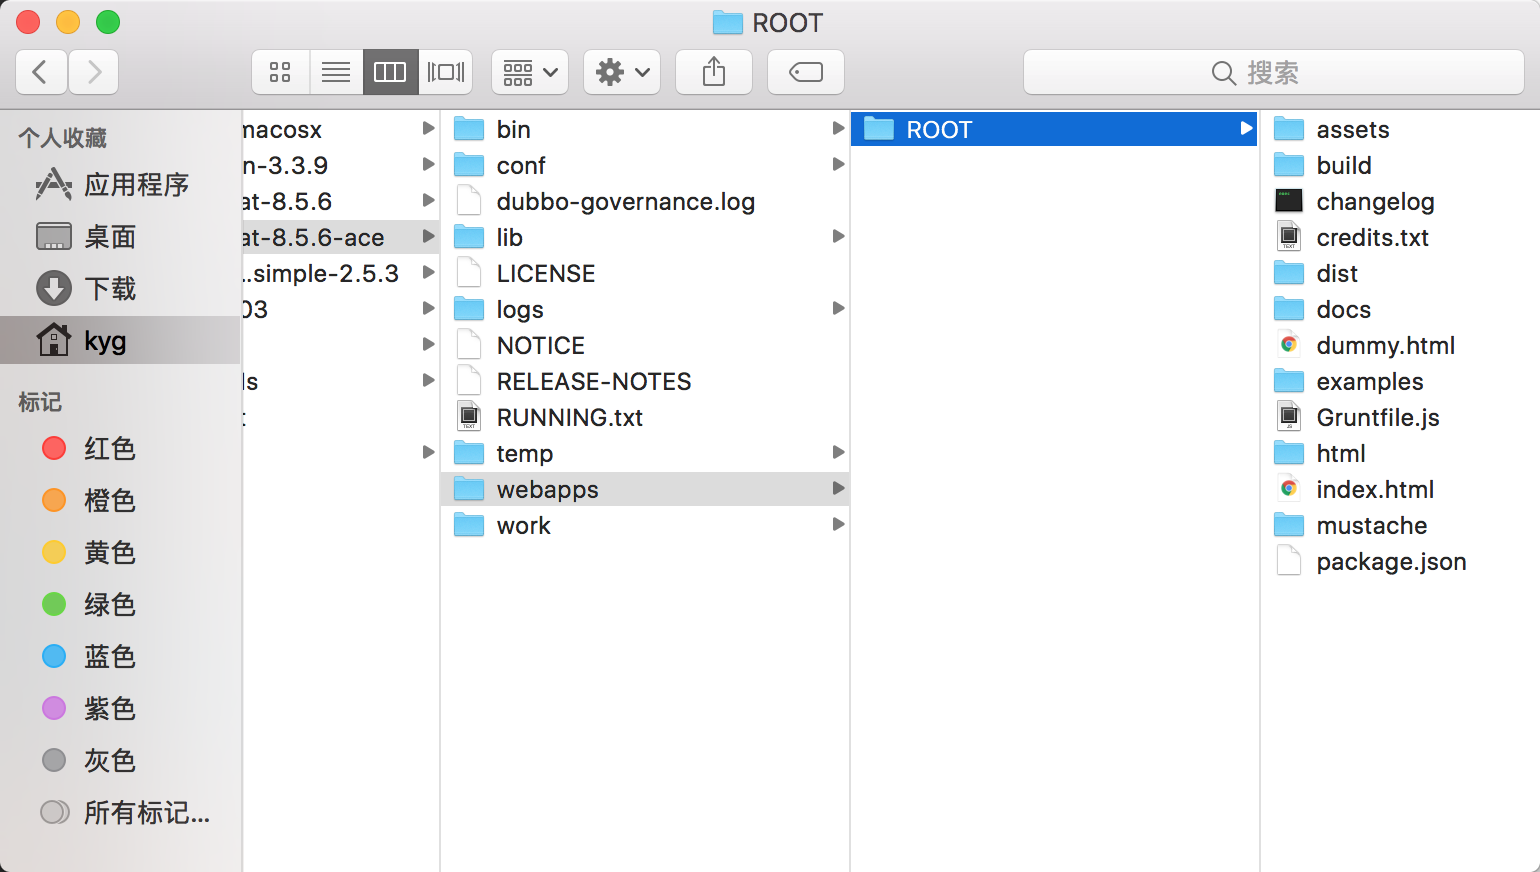 ROOT
搜索
个人收藏
应用程序
桌面
下载
kyg
标记
红色
橙色
黄色
绿色
蓝色
紫色
灰色
所有标记...
macosx
n-3.3.9
at-8.5.6
at-8.5.6-ace
...simple-2.5.3
03
ls
t
bin
conf
dubbo-governance.log
lib
LICENSE
logs
NOTICE
RELEASE-NOTES
RUNNING.txt
temp
webapps
work
ROOT
assets
build
changelog
credits.txt
dist
docs
dummy.html
examples
Gruntfile.js
html
index.html
mustache
package.json